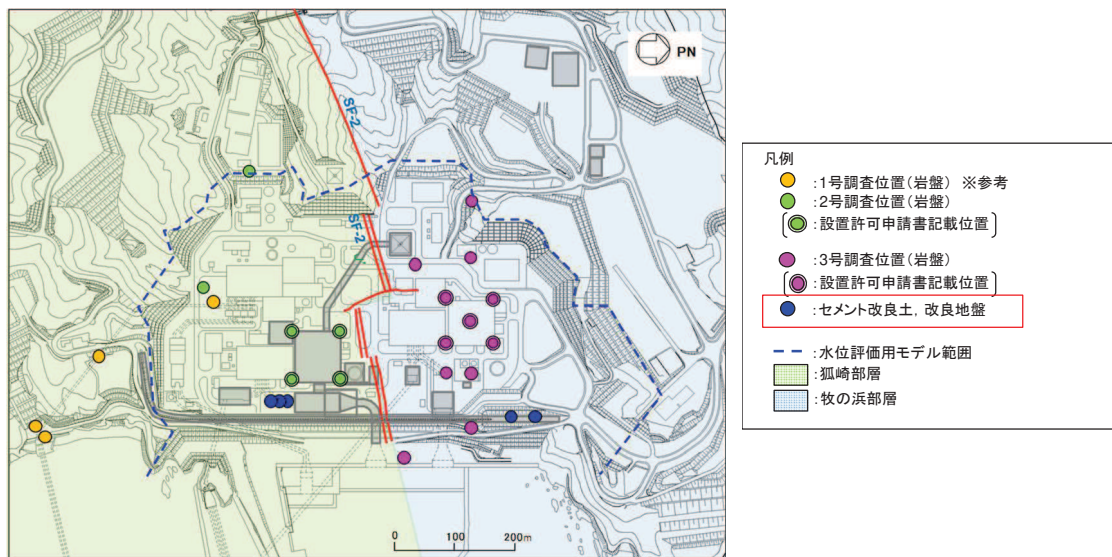 PN
SF-2
SF-2
0 100 200m
凡例
:1号調査位置(岩盤) ※参考
:2号調査位置(岩盤)
:設置許可申請書記載位置
:3号調査位置(岩盤)
:設置許可申請書記載位置
:セメント改良土，改良地盤
:水位評価用モデル範囲
:狐崎部層
:牧の浜部層